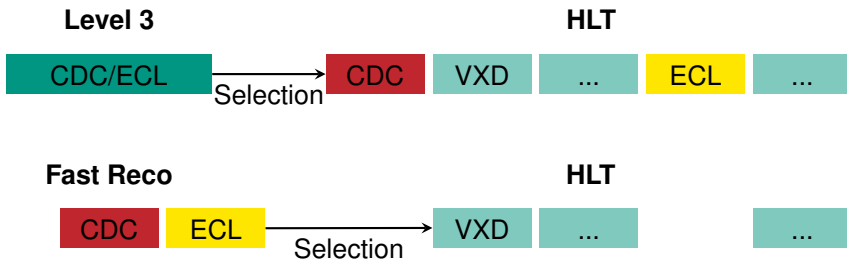 Level 3 HLT
CDC/ECL Selection CDC VXD ... ECL ...
Fast Reco HLT
CDC ECL Selection VXD ... ...